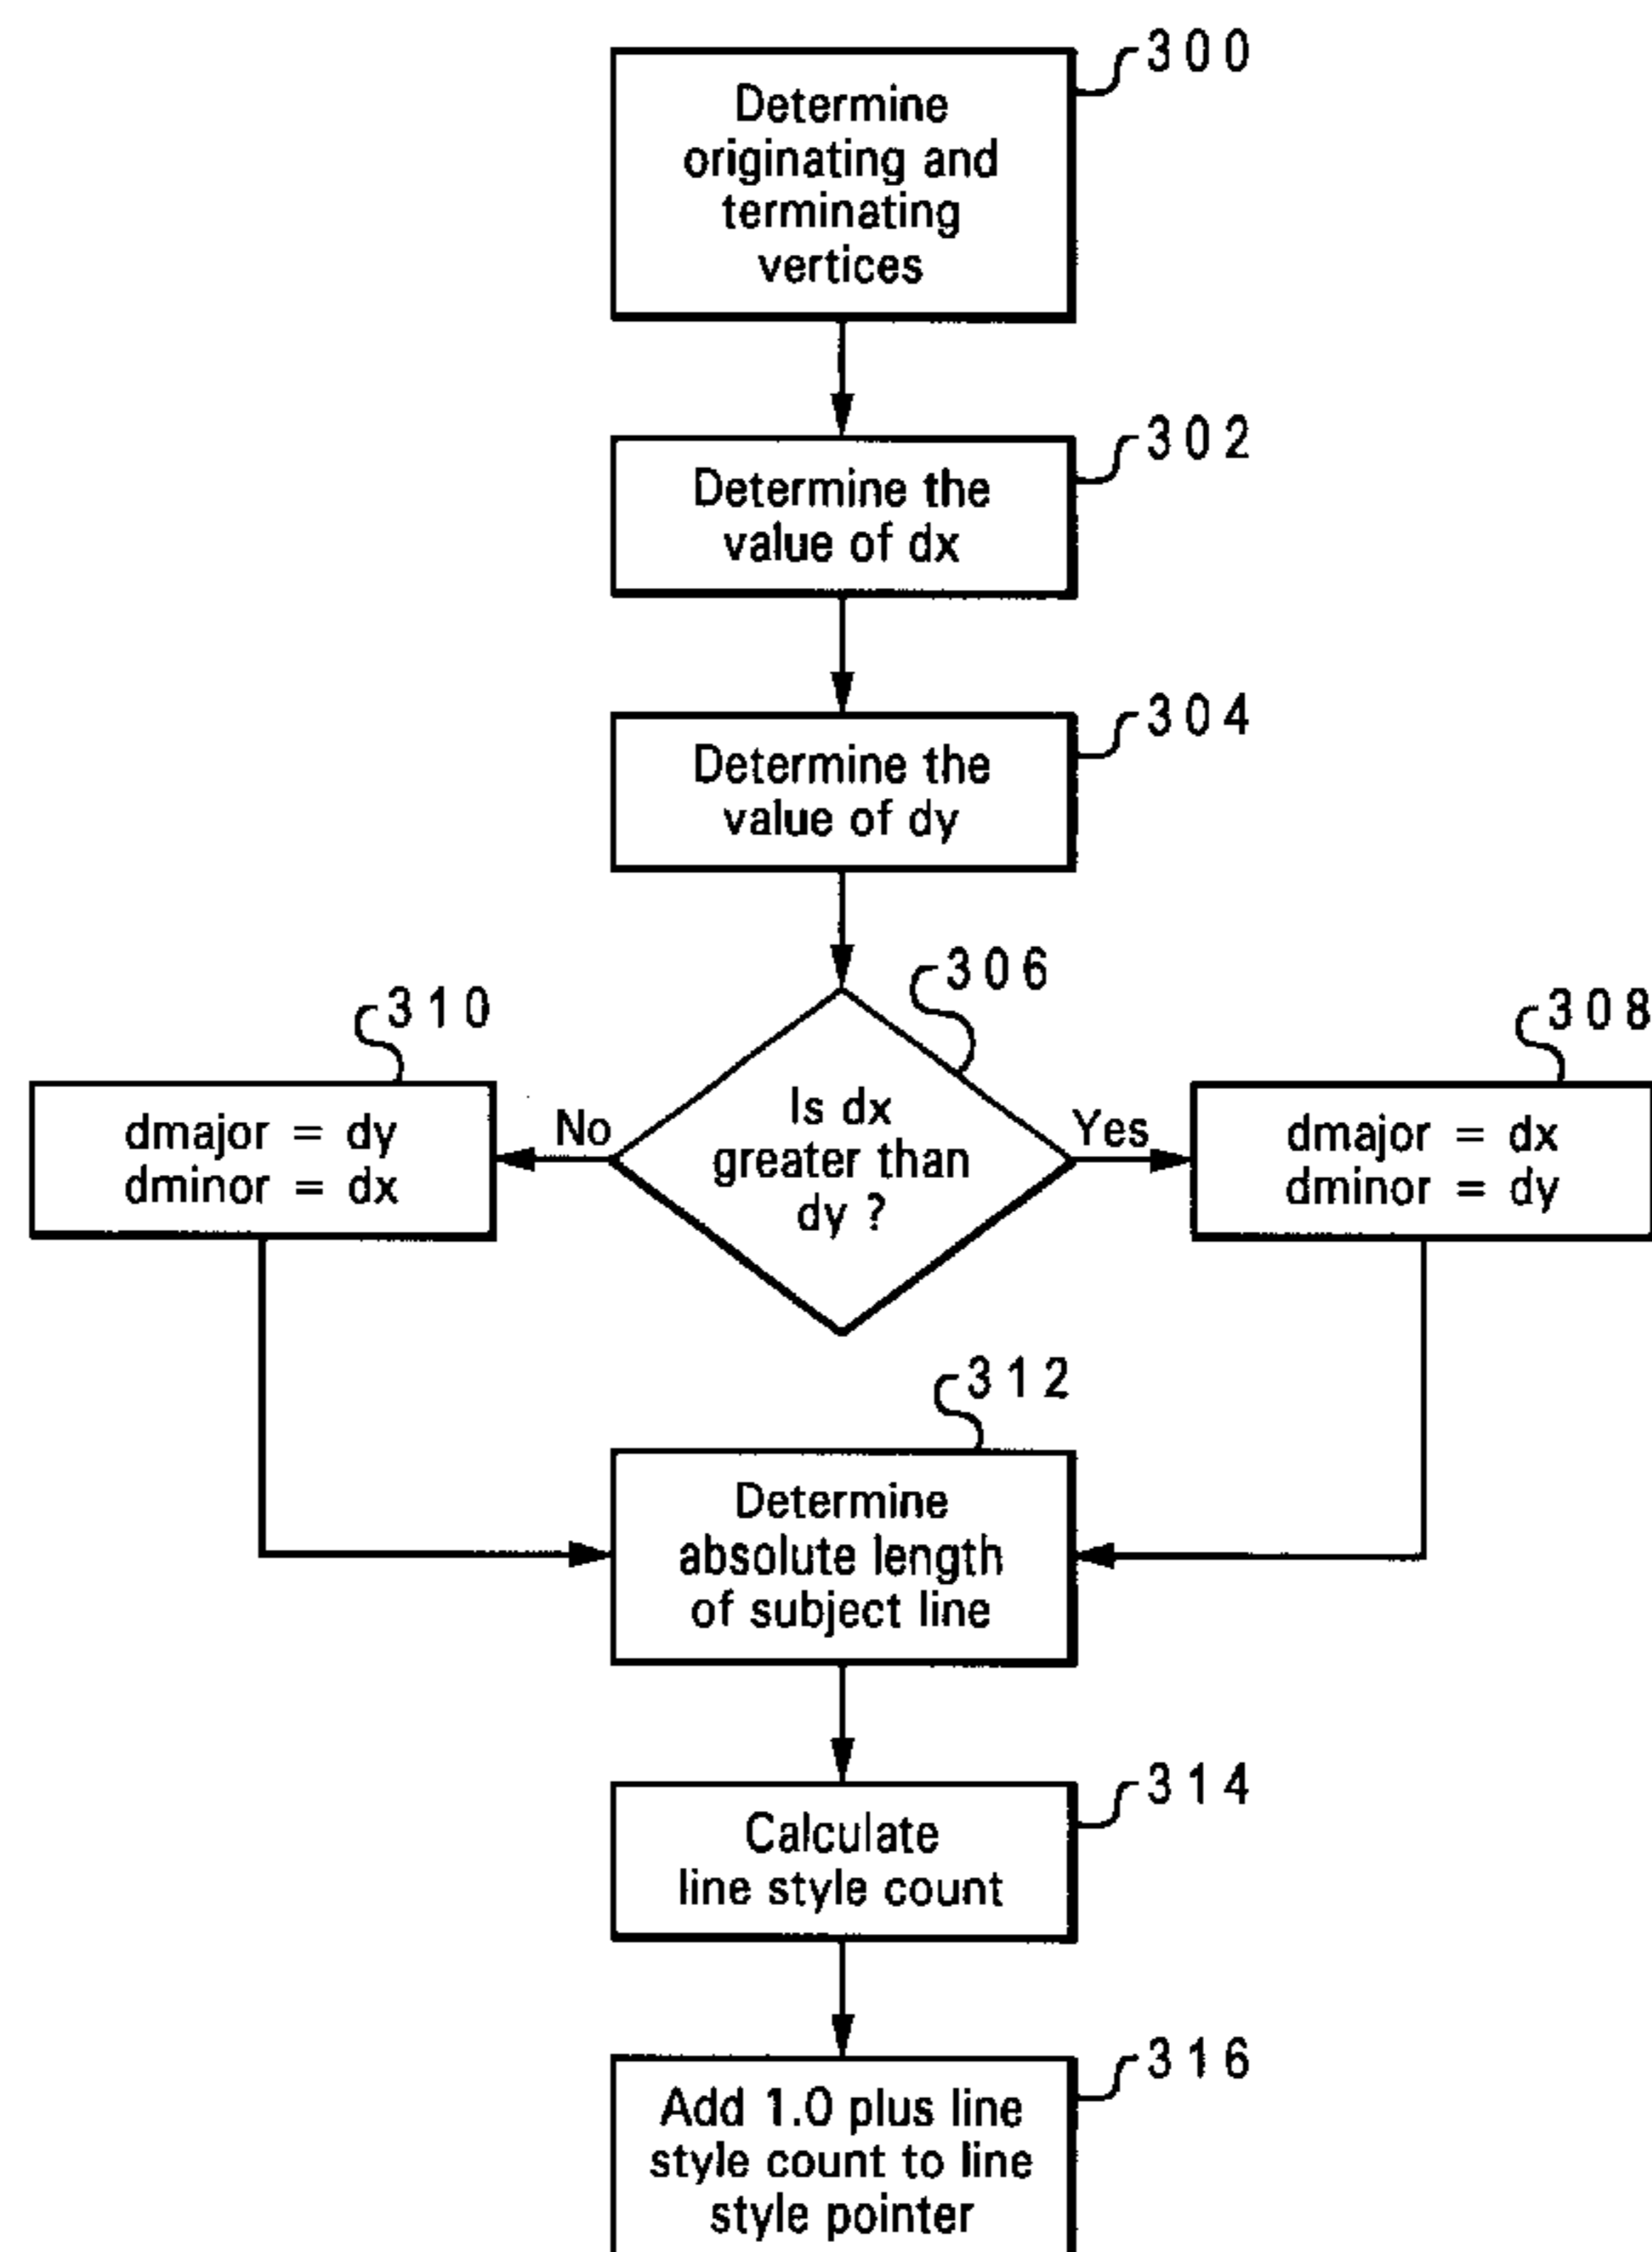 300
Determine
originating and
terminating
vertices
302
Determine the
value of dx
304
Determine the
value of dy
306
Is dx
greater than
dy ?
No
Yes
310
dmajor = dy
dminor = dx
308
dmajor = dx
dminor = dy
312
Determine
absolute length
of subject line
314
Calculate
line style count
316
Add 1.0 plus line
style count to line
style pointer